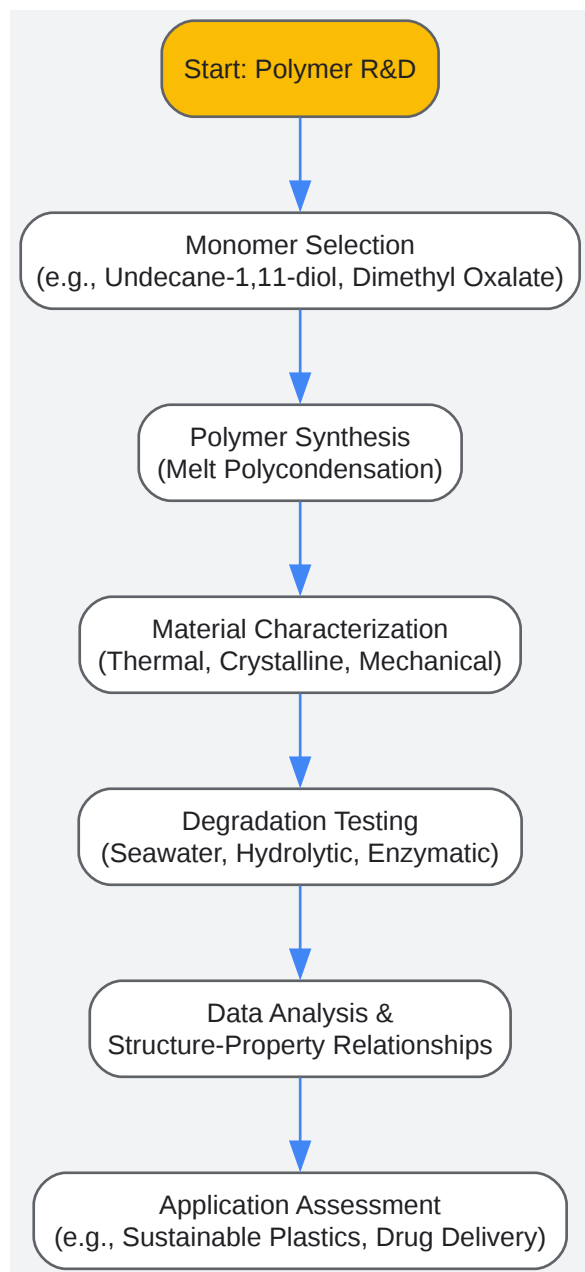 Start: Polymer R&D
Monomer Selection
(e.g., Undecane-1,11-diol, Dimethyl Oxalate)
Polymer Synthesis
(Melt Polycondensation)
Material Characterization
(Thermal, Crystalline, Mechanical)
Degradation Testing
(Seawater, Hydrolytic, Enzymatic)
Data Analysis &
Structure-Property Relationships
Application Assessment
(e.g., Sustainable Plastics, Drug Delivery)